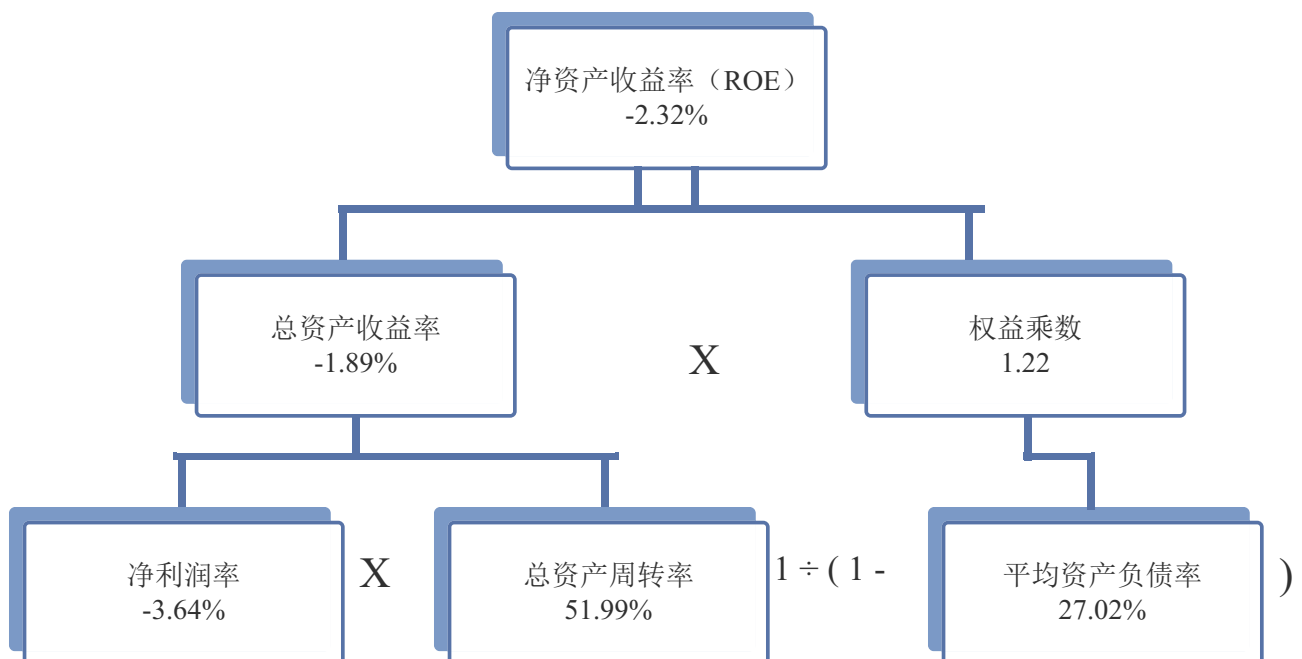 净资产收益率（ROE）
-2.32%
总资产收益率
-1.89%
X
权益乘数
1.22
净利润率
-3.64%
X
总资产周转率
51.99%
1 ÷ ( 1 -
平均资产负债率
27.02%
)